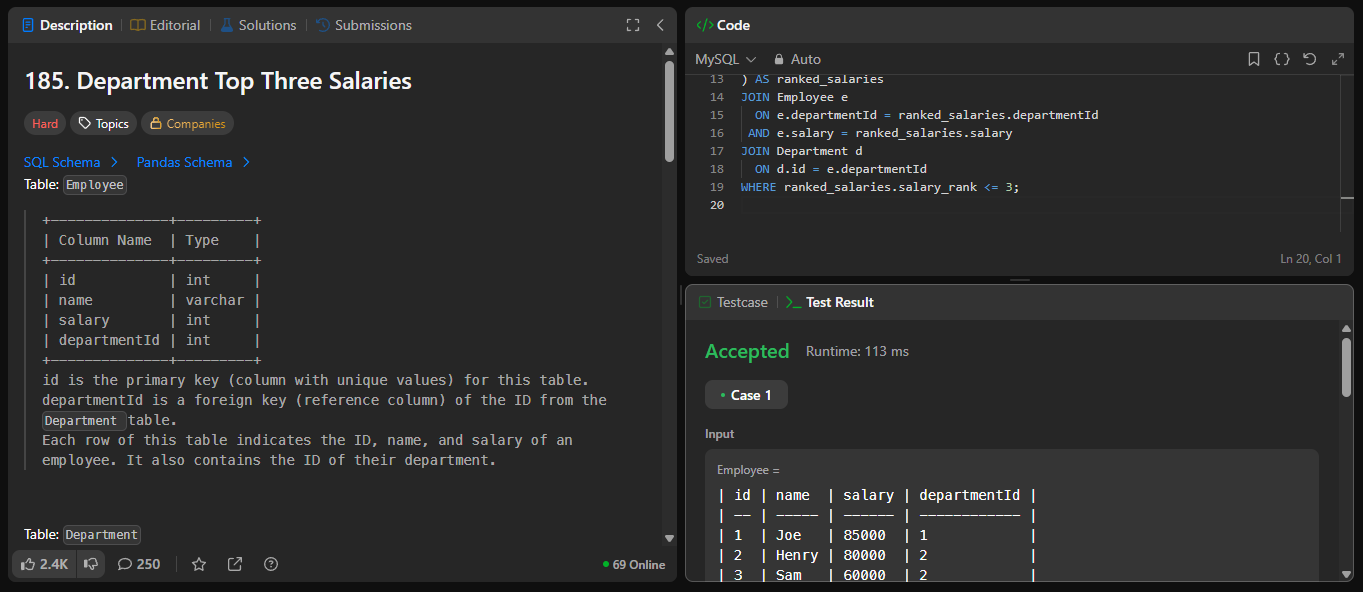 Description
Editorial
Solutions
Submissions
185. Department Top Three Salaries
Hard
Topics
Companies
SQL Schema
Pandas Schema
Table: Employee
+--------------+---------+
| Column Name  | Type    |
+--------------+---------+
| id           | int     |
| name         | varchar |
| salary       | int     |
| departmentId | int     |
+--------------+---------+
id is the primary key (column with unique values) for this table.
departmentId is a foreign key (reference column) of the ID from the
Department table.
Each row of this table indicates the ID, name, and salary of an
employee. It also contains the ID of their department.
Table: Department
2.4K
250
69 Online
Code
MySQL
Auto
13 ) AS ranked_salaries
14 JOIN Employee e
15   ON e.departmentId = ranked_salaries.departmentId
16  AND e.salary = ranked_salaries.salary
17 JOIN Department d
18   ON d.id = e.departmentId
19 WHERE ranked_salaries.salary_rank <= 3;
20
Saved
Ln 20, Col 1
Testcase
Test Result
Accepted
Runtime: 113 ms
Case 1
Input
Employee =
| id | name  | salary | departmentId |
| -- | ----- | ------ | ------------ |
| 1  | Joe   | 85000  | 1            |
| 2  | Henry | 80000  | 2            |
| 3  | Sam   | 60000  | 2            |